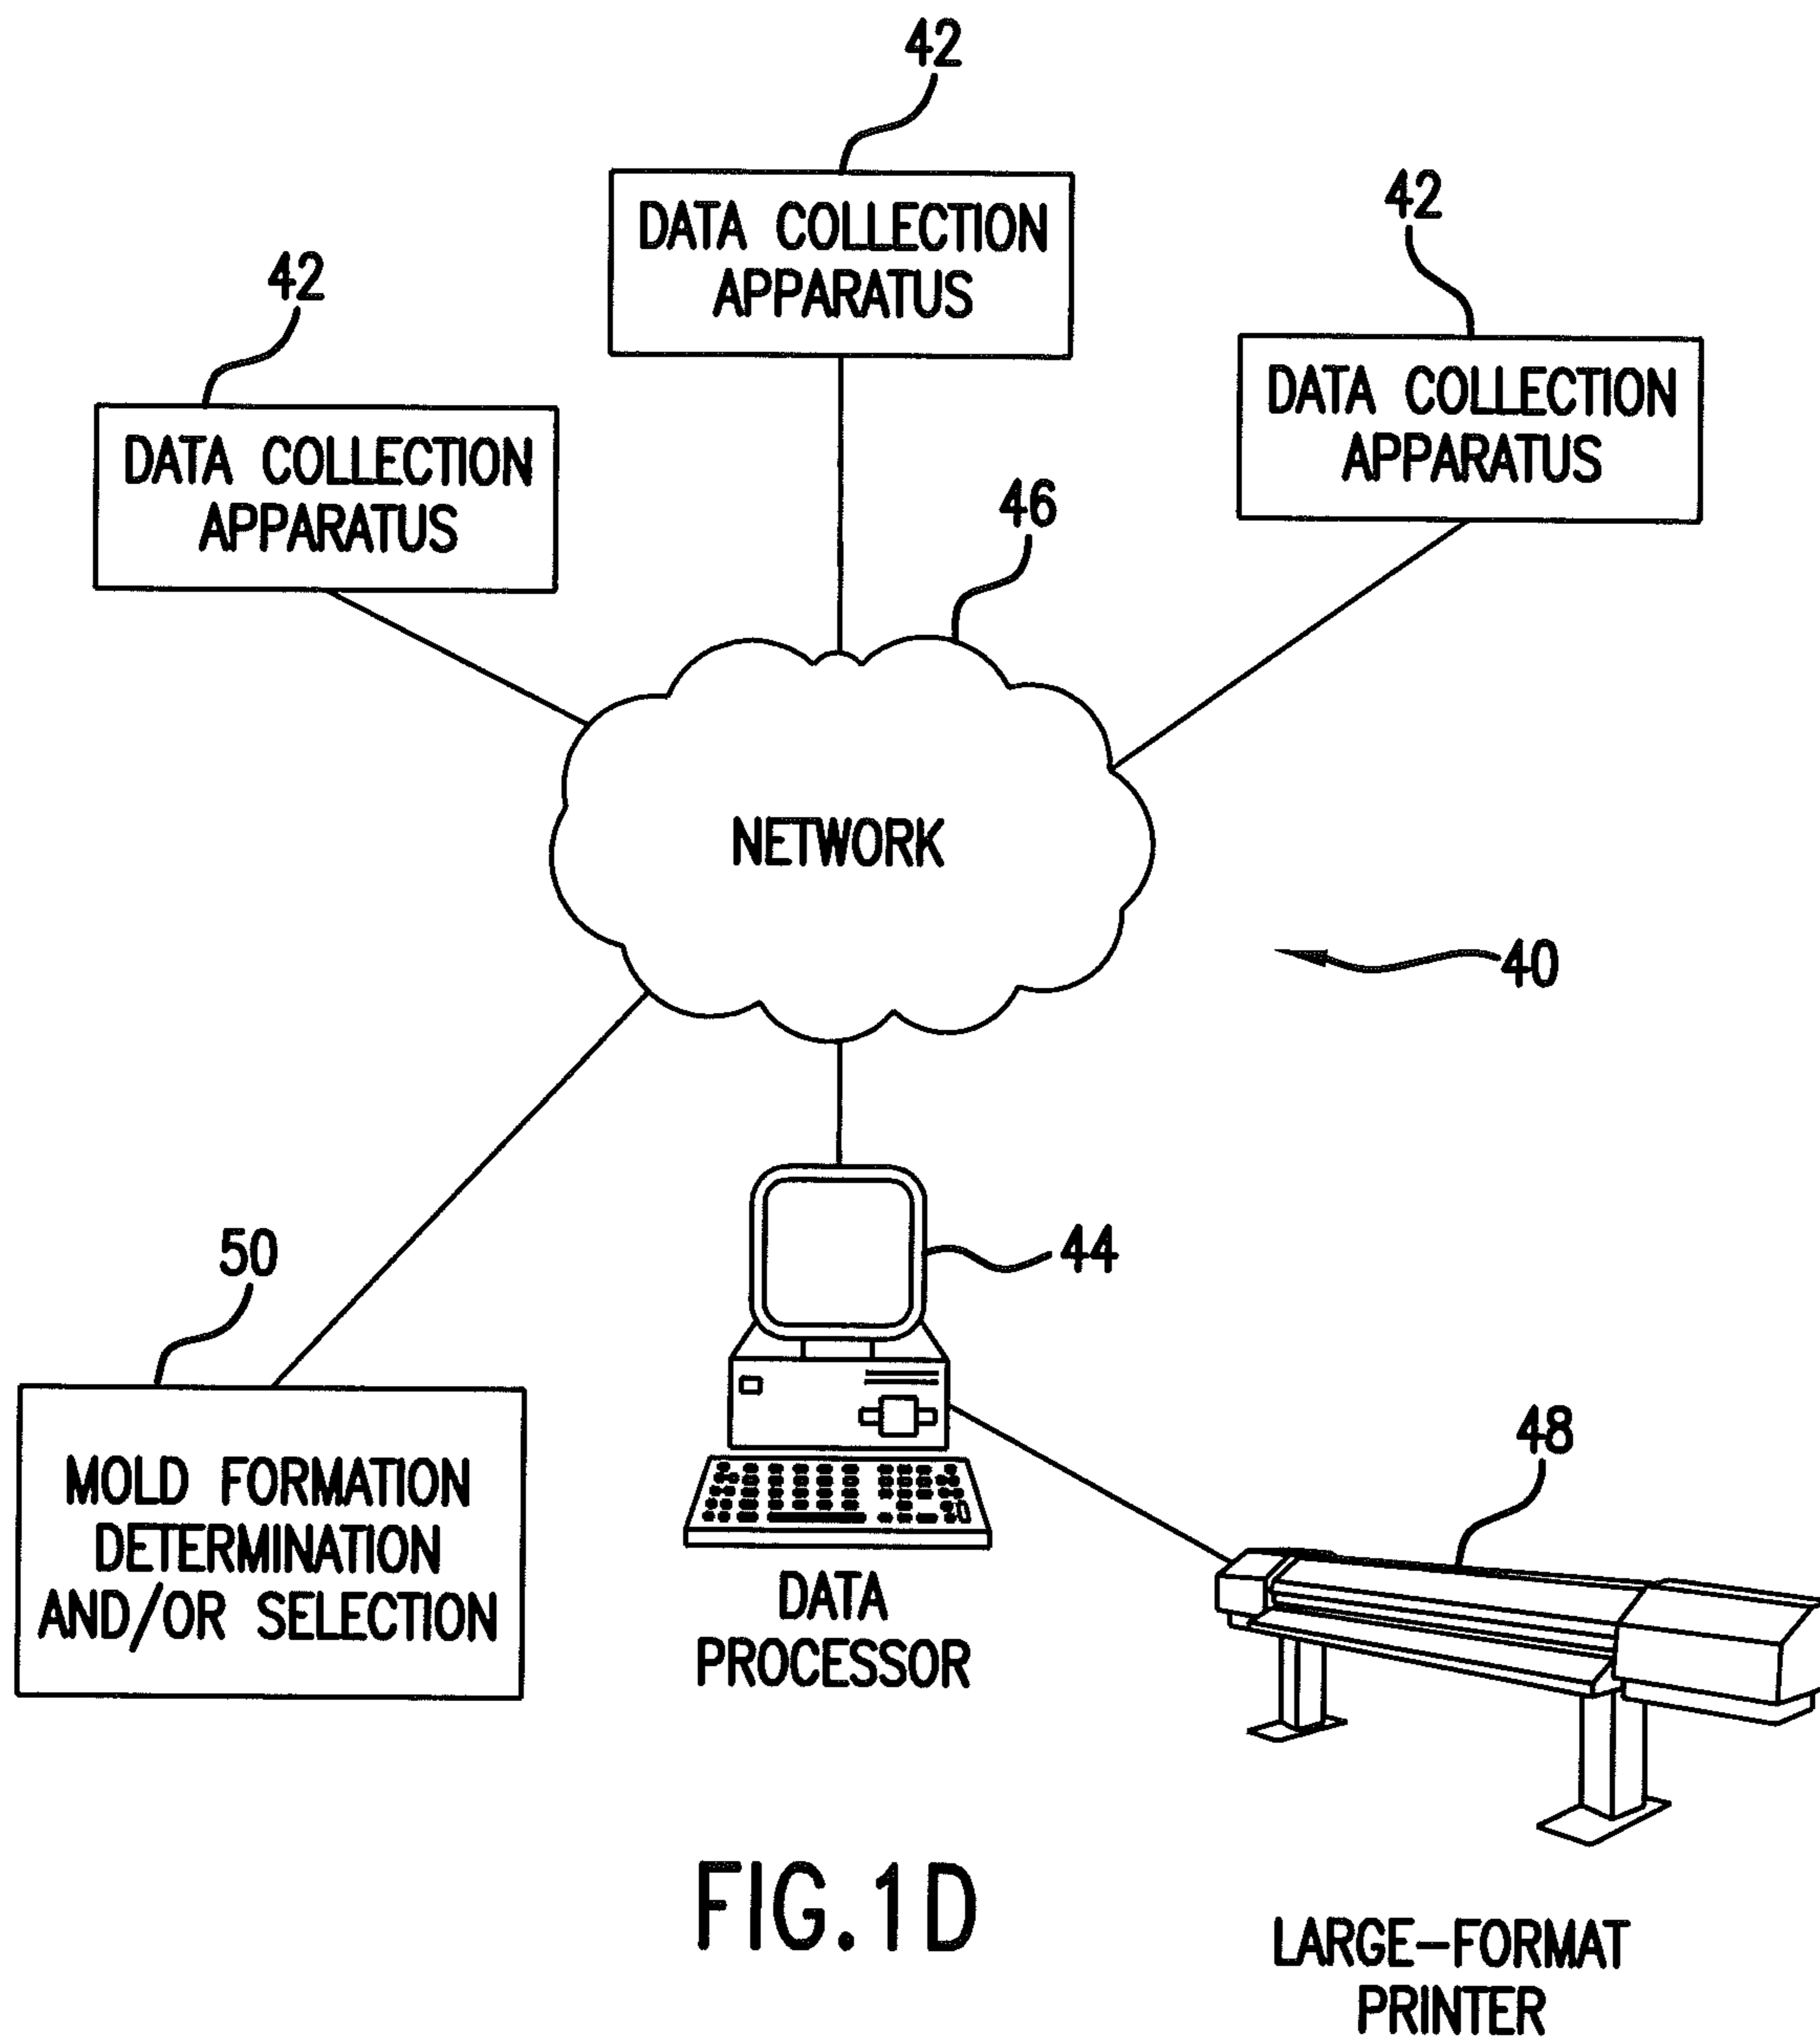 42
DATA COLLECTION
APPARATUS
42
DATA COLLECTION
APPARATUS
42
DATA COLLECTION
APPARATUS
46
NETWORK
40
50
MOLD FORMATION
DETERMINATION
AND/OR SELECTION
44
DATA
PROCESSOR
48
LARGE-FORMAT
PRINTER
FIG.1D